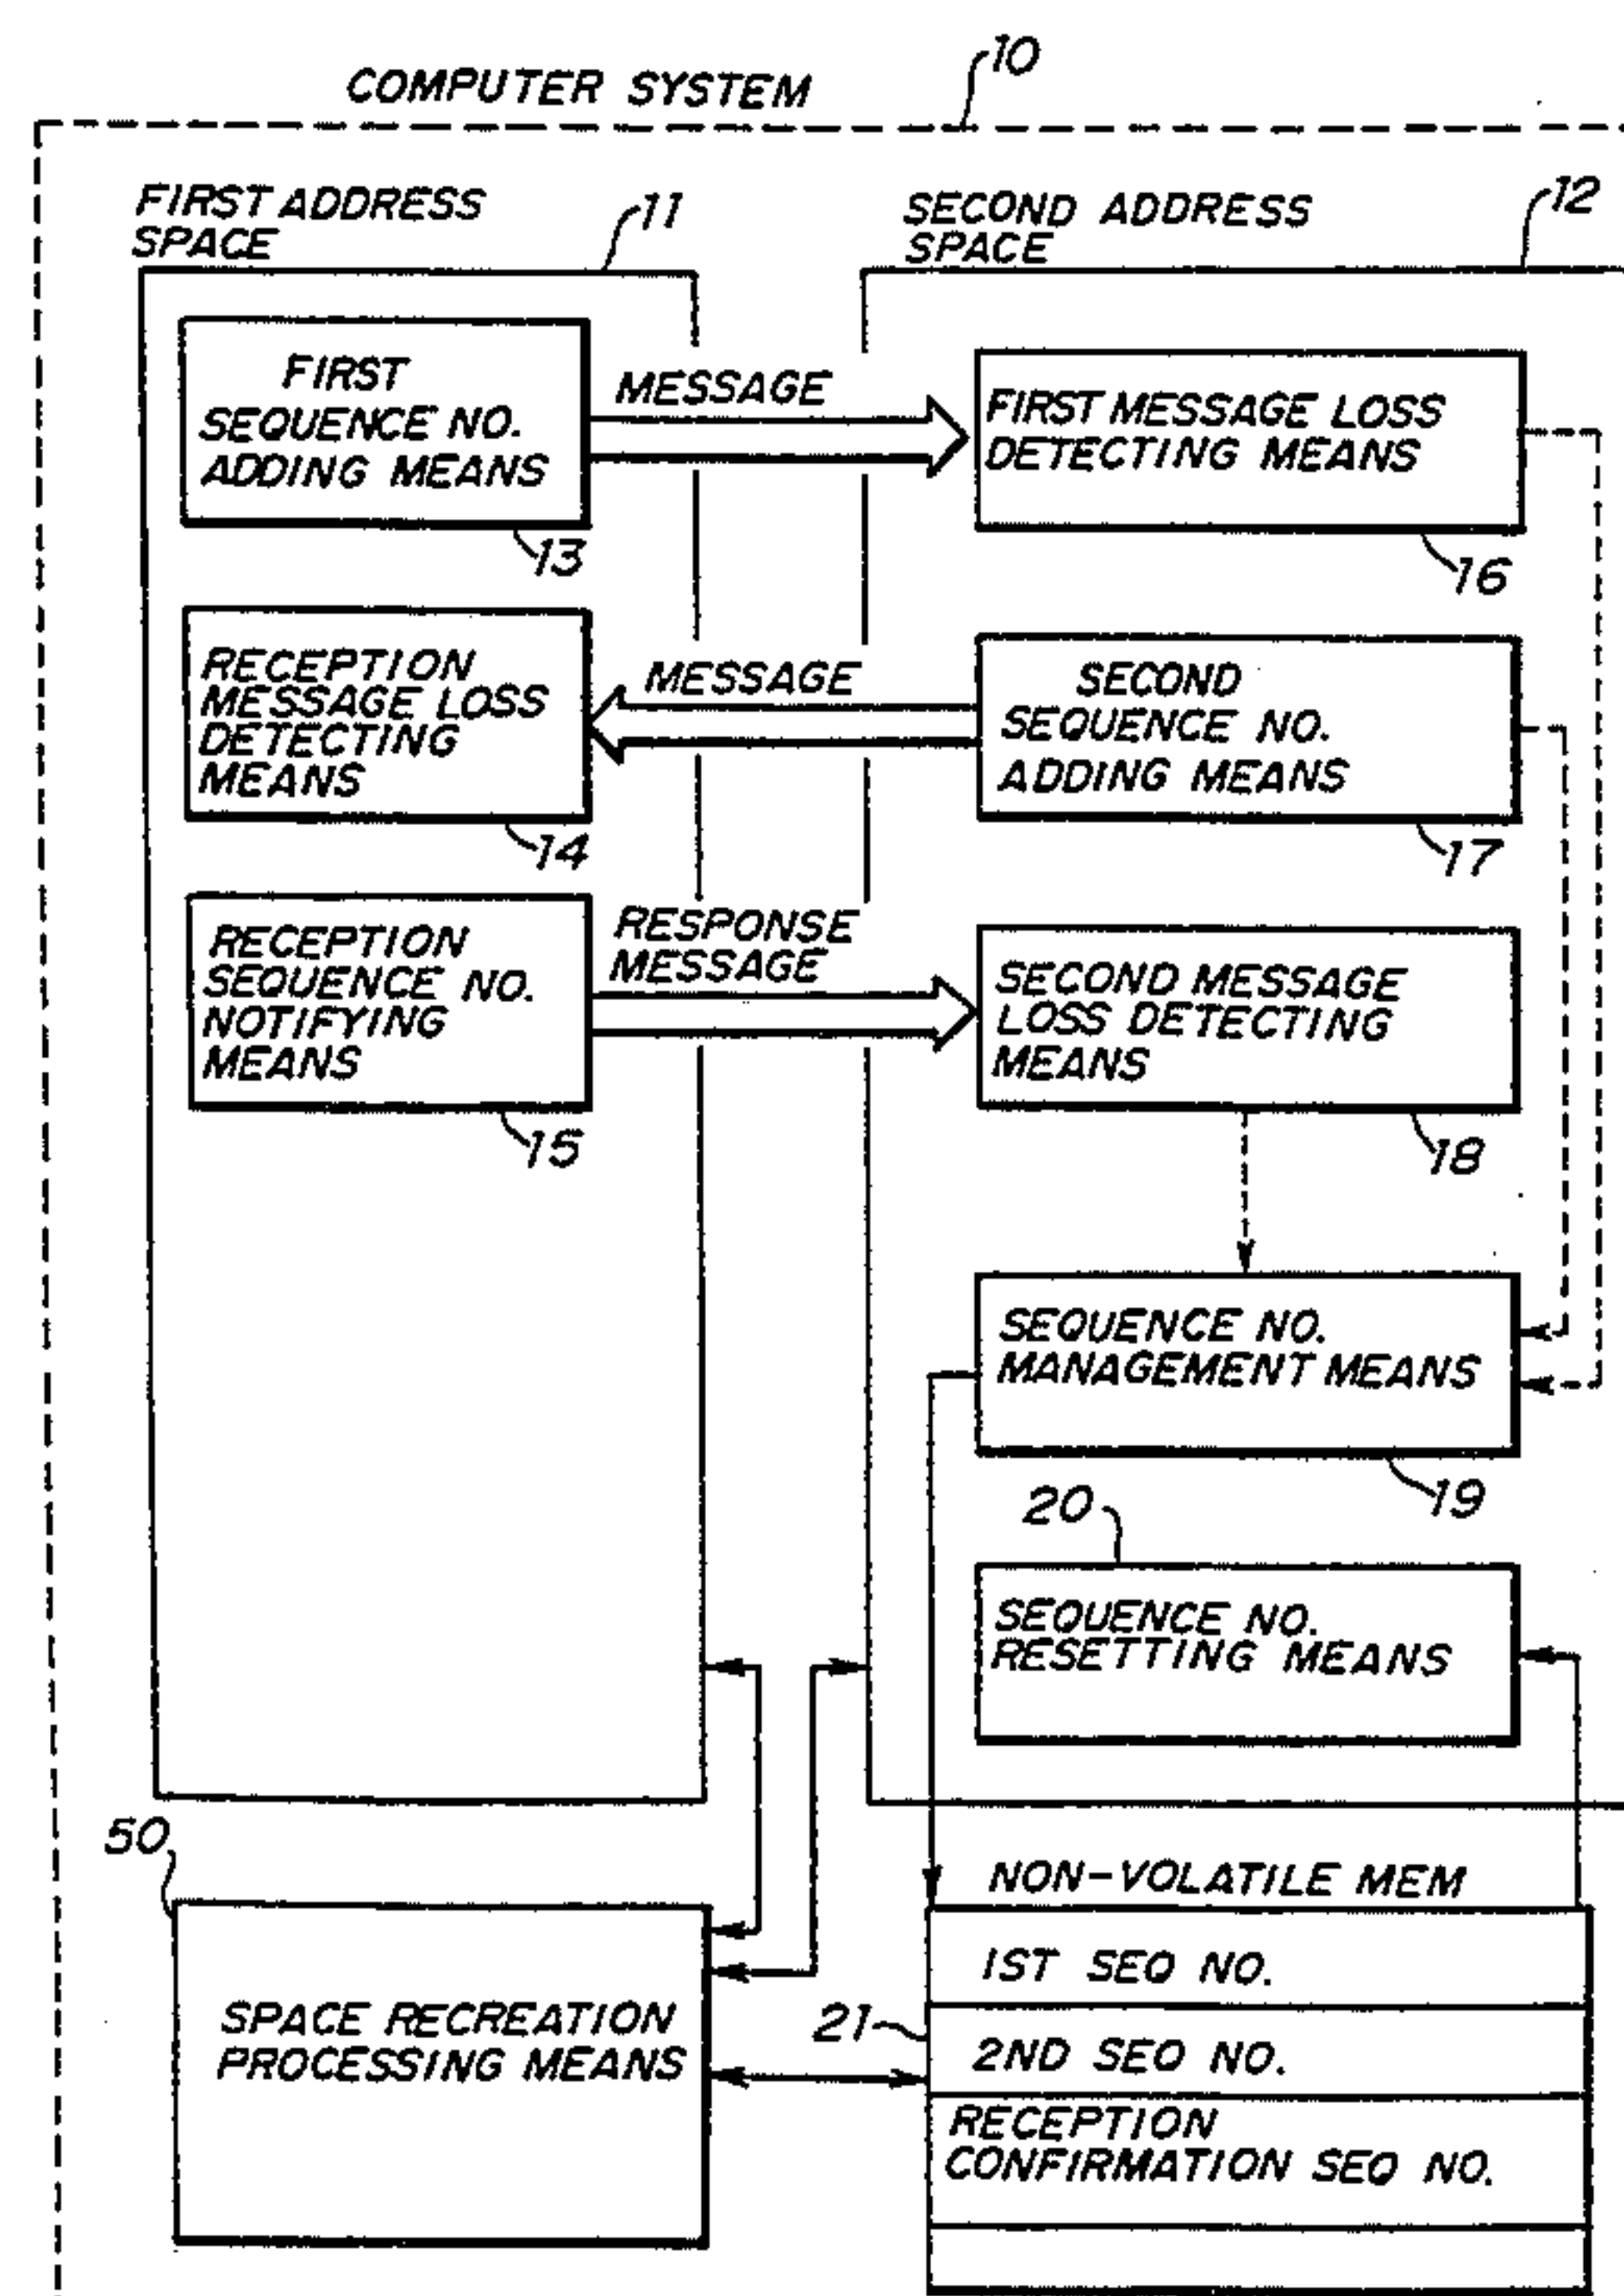 COMPUTER SYSTEM
10
FIRST ADDRESS
SPACE
11
SECOND ADDRESS
SPACE
12
FIRST
SEQUENCE NO.
ADDING MEANS
13
MESSAGE
FIRST MESSAGE LOSS
DETECTING MEANS
16
RECEPTION
MESSAGE LOSS
DETECTING
MEANS
14
MESSAGE
SECOND
SEQUENCE NO.
ADDING MEANS
17
RECEPTION
SEQUENCE NO.
NOTIFYING
MEANS
15
RESPONSE
MESSAGE
SECOND MESSAGE
LOSS DETECTING
MEANS
18
SEQUENCE NO.
MANAGEMENT MEANS
19
20
SEQUENCE NO.
RESETTING MEANS
50
SPACE RECREATION
PROCESSING MEANS
NON-VOLATILE MEM
21
1ST SEQ NO.
2ND SEQ NO.
RECEPTION
CONFIRMATION SEQ NO.